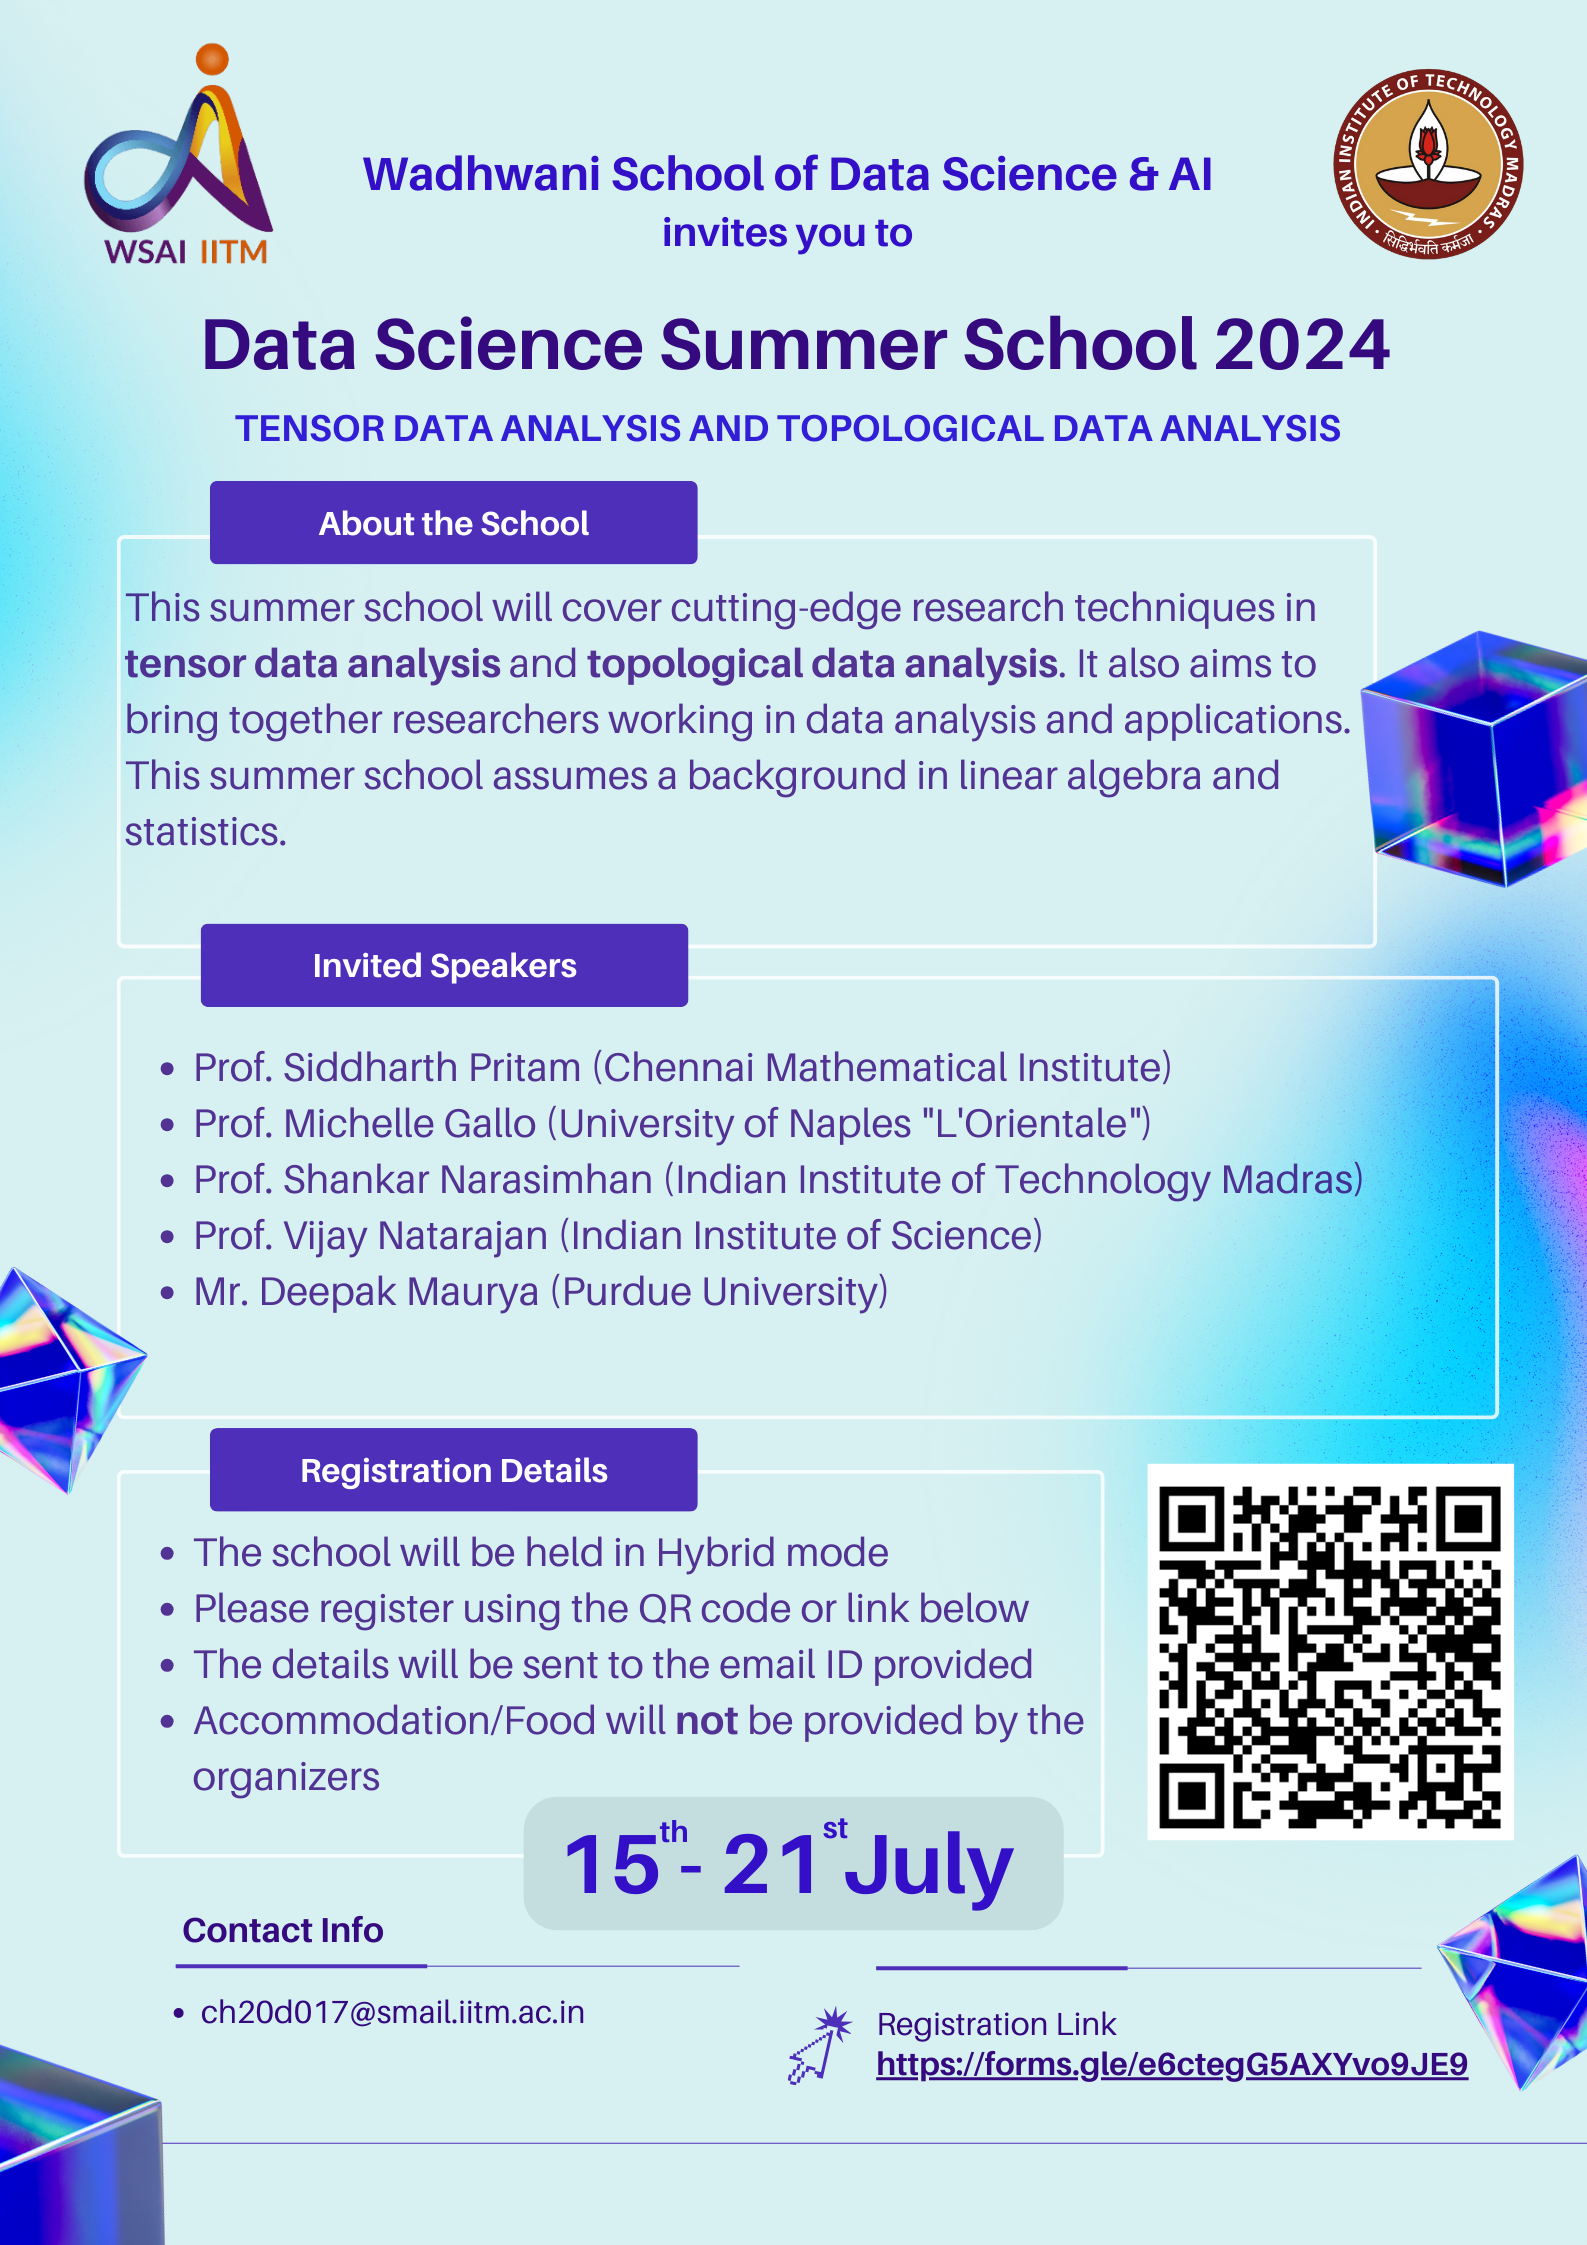 WSAI IITM
INDIAN INSTITUTE OF TECHNOLOGY MADRAS
सिद्धिर्भवति कर्मजा
Wadhwani School of Data Science & AI
invites you to
Data Science Summer School 2024
TENSOR DATA ANALYSIS AND TOPOLOGICAL DATA ANALYSIS
About the School
This summer school will cover cutting-edge research techniques in
tensor data analysis and topological data analysis. It also aims to
bring together researchers working in data analysis and applications.
This summer school assumes a background in linear algebra and
statistics.
Invited Speakers
• Prof. Siddharth Pritam (Chennai Mathematical Institute)
• Prof. Michelle Gallo (University of Naples "L'Orientale")
• Prof. Shankar Narasimhan (Indian Institute of Technology Madras)
• Prof. Vijay Natarajan (Indian Institute of Science)
• Mr. Deepak Maurya (Purdue University)
Registration Details
• The school will be held in Hybrid mode
• Please register using the QR code or link below
• The details will be sent to the email ID provided
• Accommodation/Food will not be provided by the
organizers
15th- 21st July
Contact Info
• ch20d017@smail.iitm.ac.in
Registration Link
https://forms.gle/e6ctegG5AXYvo9JE9